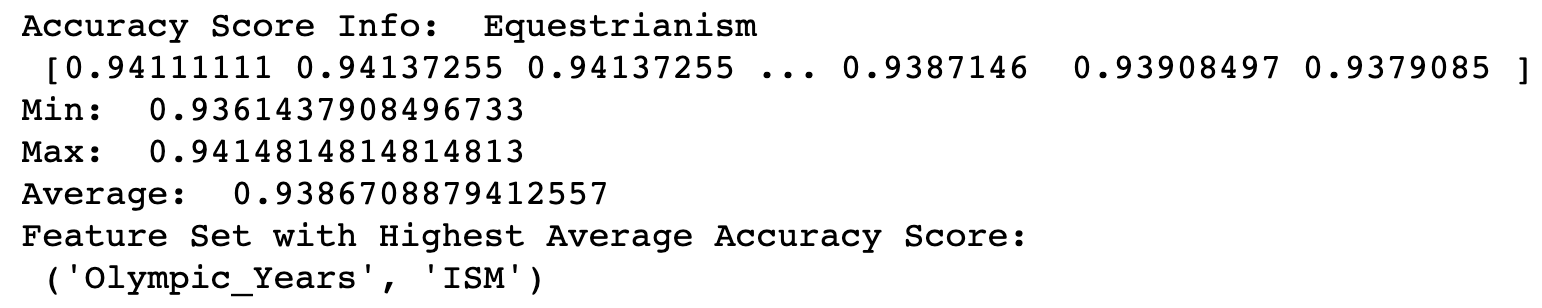 Accuracy Score Info:  Equestrianism
 [0.94111111 0.94137255 0.94137255 ... 0.9387146  0.93908497 0.9379085 ]
Min:  0.9361437908496733
Max:  0.9414814814814813
Average:  0.9386708879412557
Feature Set with Highest Average Accuracy Score:
 ('Olympic_Years', 'ISM')